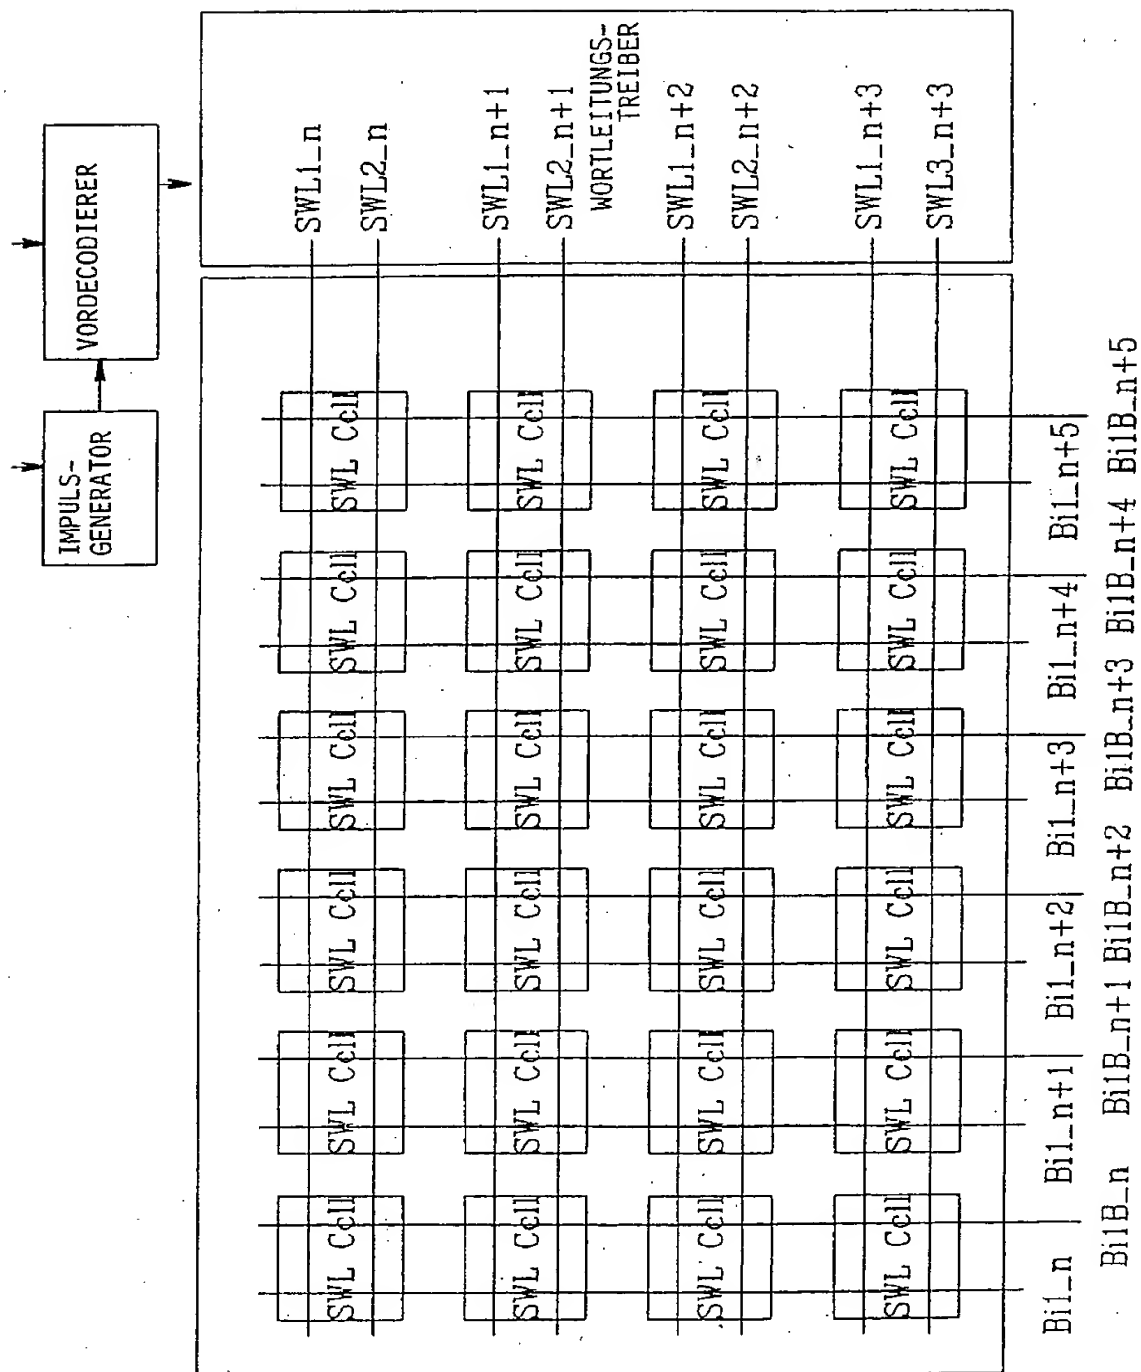 IMPULS-
GENERATOR
VORDECODIERER
SWL1_n
SWL Cell SWL Cell SWL Cell SWL Cell SWL Cell SWL Cell
SWL2_n
SWL1_n+1
SWL Cell SWL Cell SWL Cell SWL Cell SWL Cell SWL Cell
SWL2_n+1
WORTLEITUNGS-
TREIBER
SWL1_n+2
SWL Cell SWL Cell SWL Cell SWL Cell SWL Cell SWL Cell
SWL2_n+2
SWL1_n+3
SWL Cell SWL Cell SWL Cell SWL Cell SWL Cell SWL Cell
SWL3_n+3
Bil_n Bil_n+1 Bil_n+2 Bil_n+3 Bil_n+4 Bil_n+5
BilB_n BilB_n+1 BilB_n+2 BilB_n+3 BilB_n+4 BilB_n+5